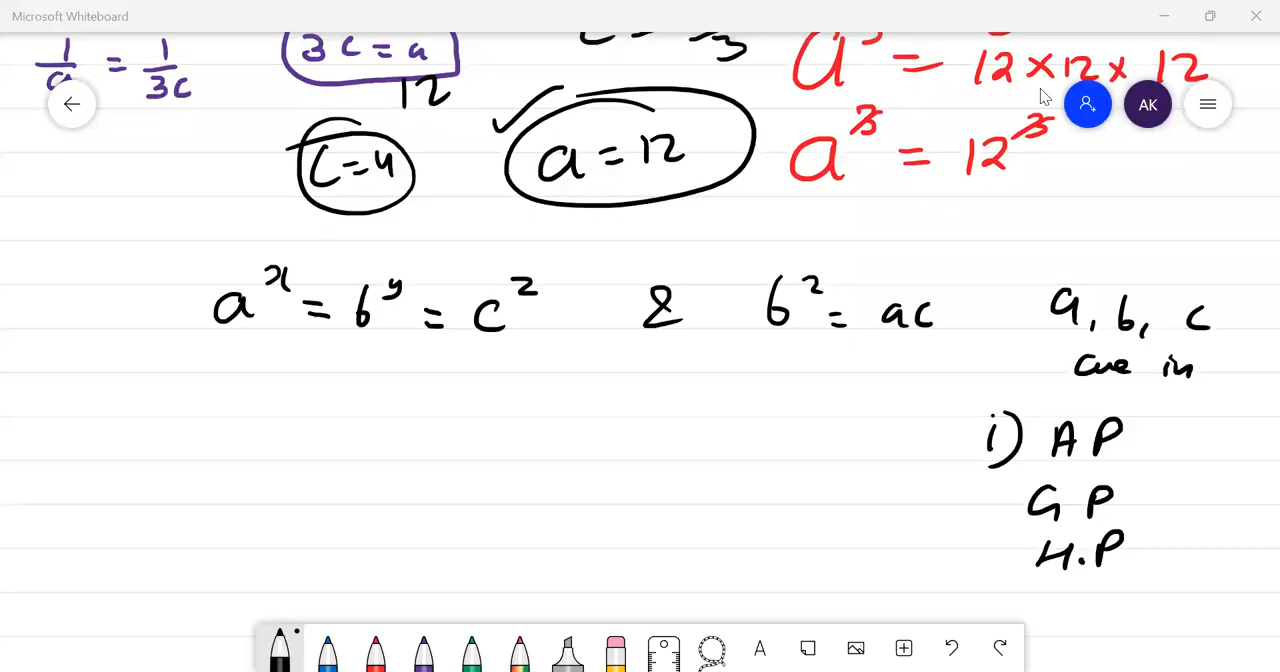 Microsoft Whiteboard
1/a = 1/3c
3c = a
12
a = 12 × 12 × 12
c = 4
a = 12
a³ = 12³
AK
a^x = b^y = c^z & b² = ac
a, b, c
are in
i) A P
G P
H.P
A